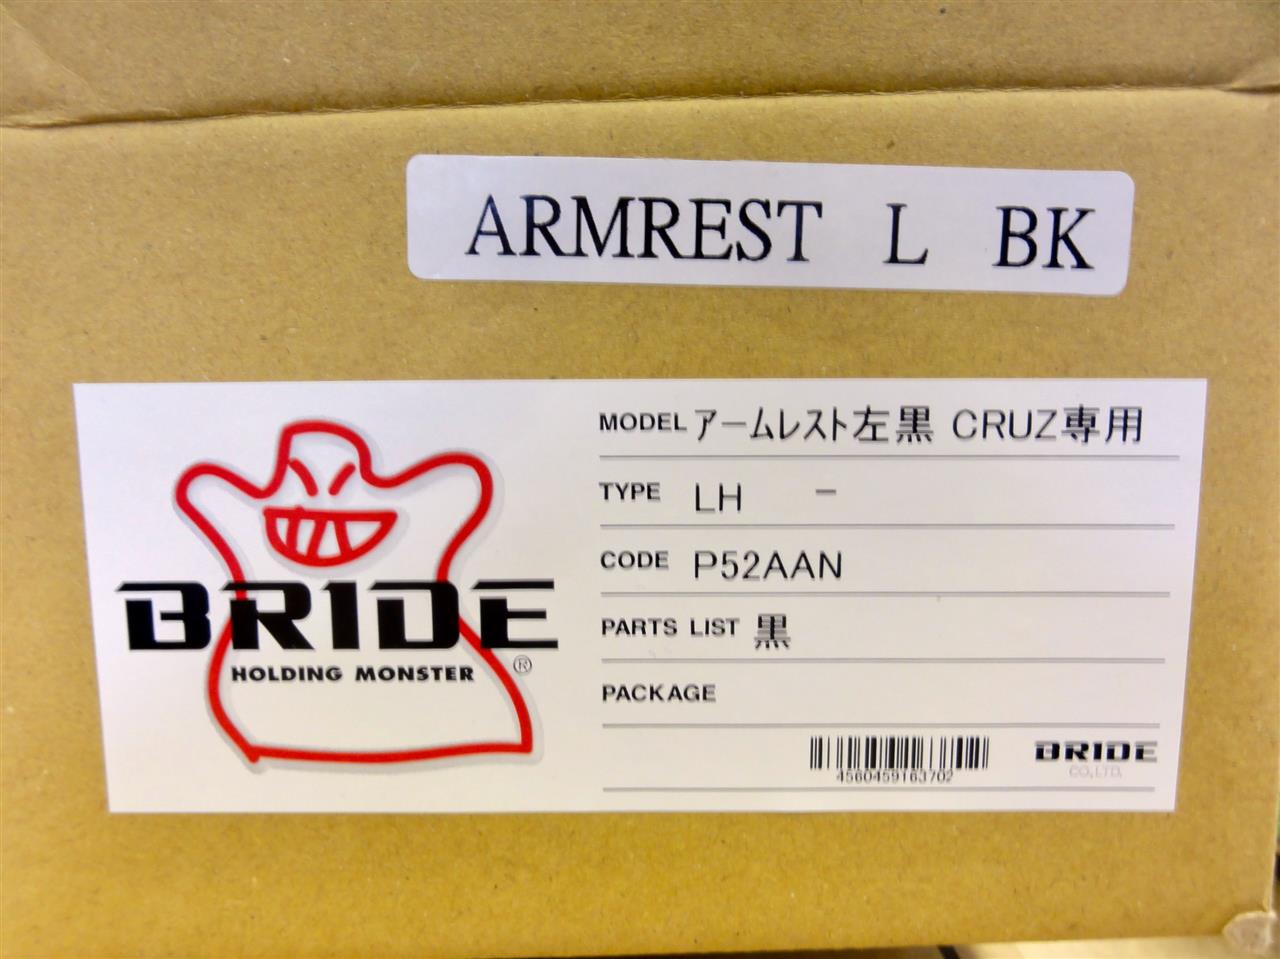 ARMREST L BK
MODEL アームレスト左黒 CRUZ専用
TYPE LH -
CODE P52AAN
PARTS LIST 黒
PACKAGE
BRIDE
HOLDING MONSTER
®
4560459163702
BRIDE
CO,LTD.